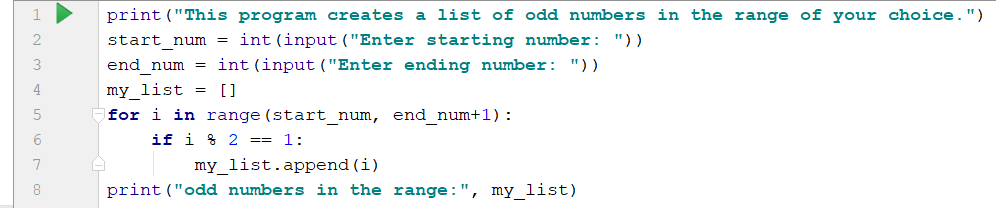 1 print("This program creates a list of odd numbers in the range of your choice.")
2 start_num = int(input("Enter starting number: "))
3 end_num = int(input("Enter ending number: "))
4 my_list = []
5 for i in range(start_num, end_num+1):
6     if i % 2 == 1:
7         my_list.append(i)
8 print("odd numbers in the range:", my_list)